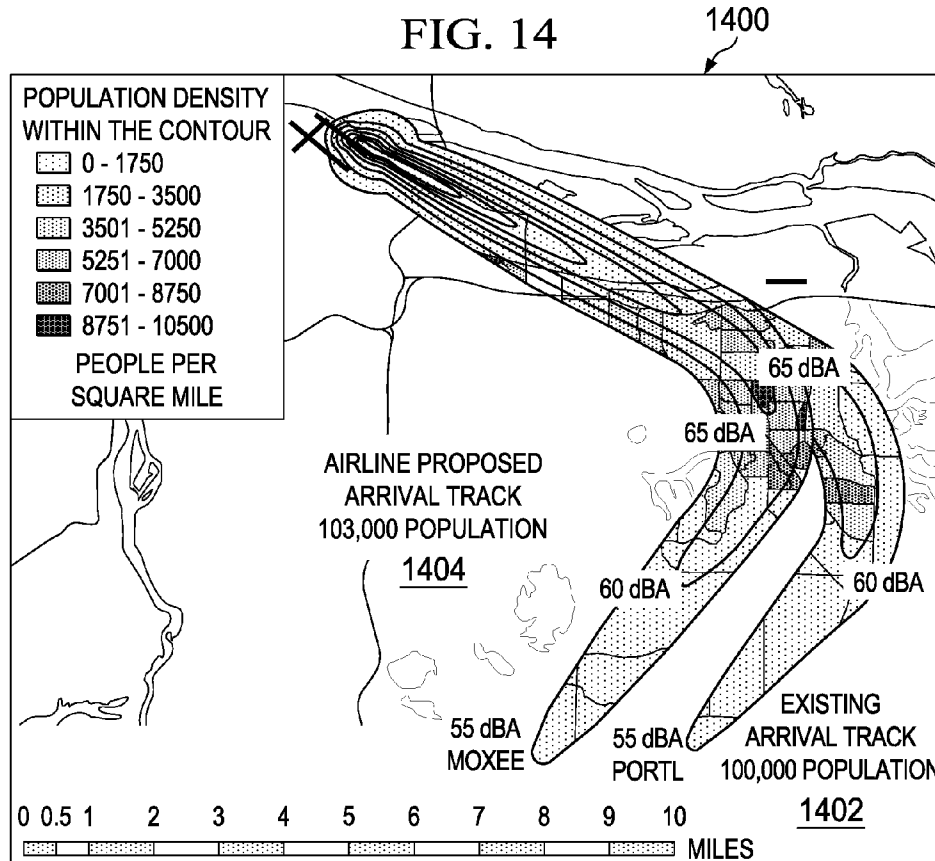 FIG. 14
1400
POPULATION DENSITY
WITHIN THE CONTOUR
0 - 1750
1750 - 3500
3501 - 5250
5251 - 7000
7001 - 8750
8751 - 10500
PEOPLE PER
SQUARE MILE
65 dBA
65 dBA
AIRLINE PROPOSED
ARRIVAL TRACK
103,000 POPULATION
1404
60 dBA
60 dBA
55 dBA
MOXEE
55 dBA
PORTL
EXISTING
ARRIVAL TRACK
100,000 POPULATION
1402
0 0.5 1 2 3 4 5 6 7 8 9 10
MILES